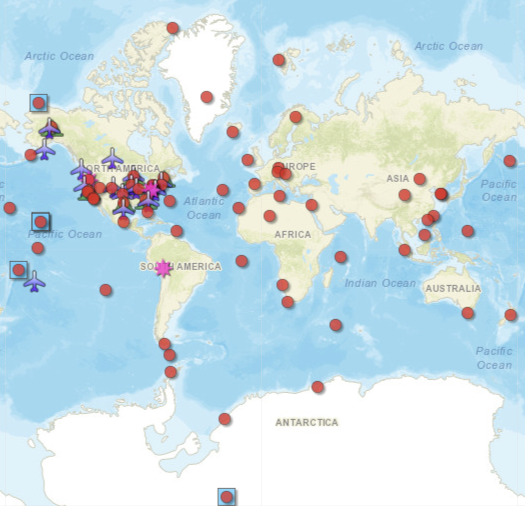 Arctic Ocean
Arctic Ocean
NORTH AMERICA
EUROPE
ASIA
Pacific
Ocean
Atlantic
Ocean
Pacific Ocean
AFRICA
SOUTH AMERICA
Indian Ocean
AUSTRALIA
Pacific
Ocean
ANTARCTICA